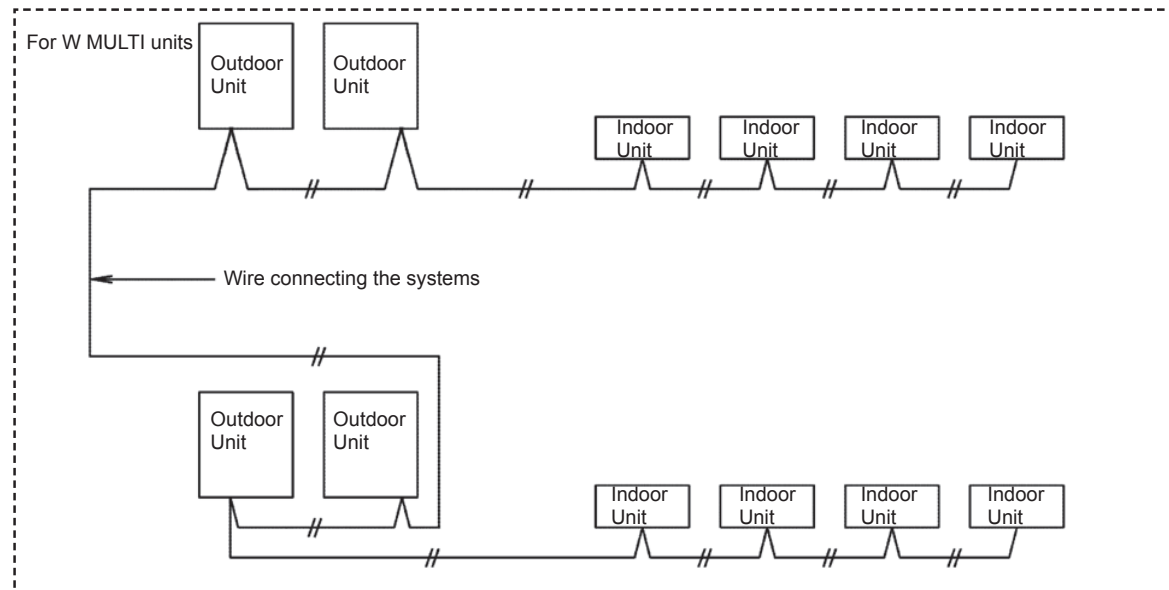 For W MULTI units
Outdoor
Unit
Outdoor
Unit
Indoor
Unit
Indoor
Unit
Indoor
Unit
Indoor
Unit
Wire connecting the systems
Outdoor
Unit
Outdoor
Unit
Indoor
Unit
Indoor
Unit
Indoor
Unit
Indoor
Unit